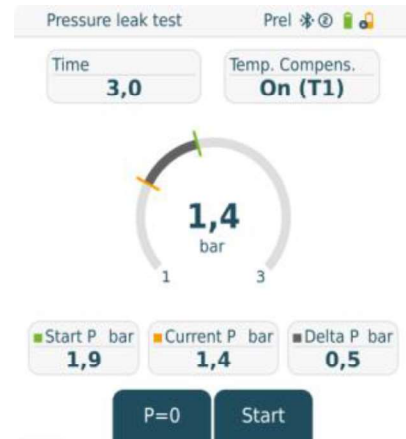 Pressure leak test Prel ②
Time
3,0
Temp. Compens.
On (T1)
1,4
bar
1 3
Start P bar
1,9
Current P bar
1,4
Delta P bar
0,5
P=0 Start